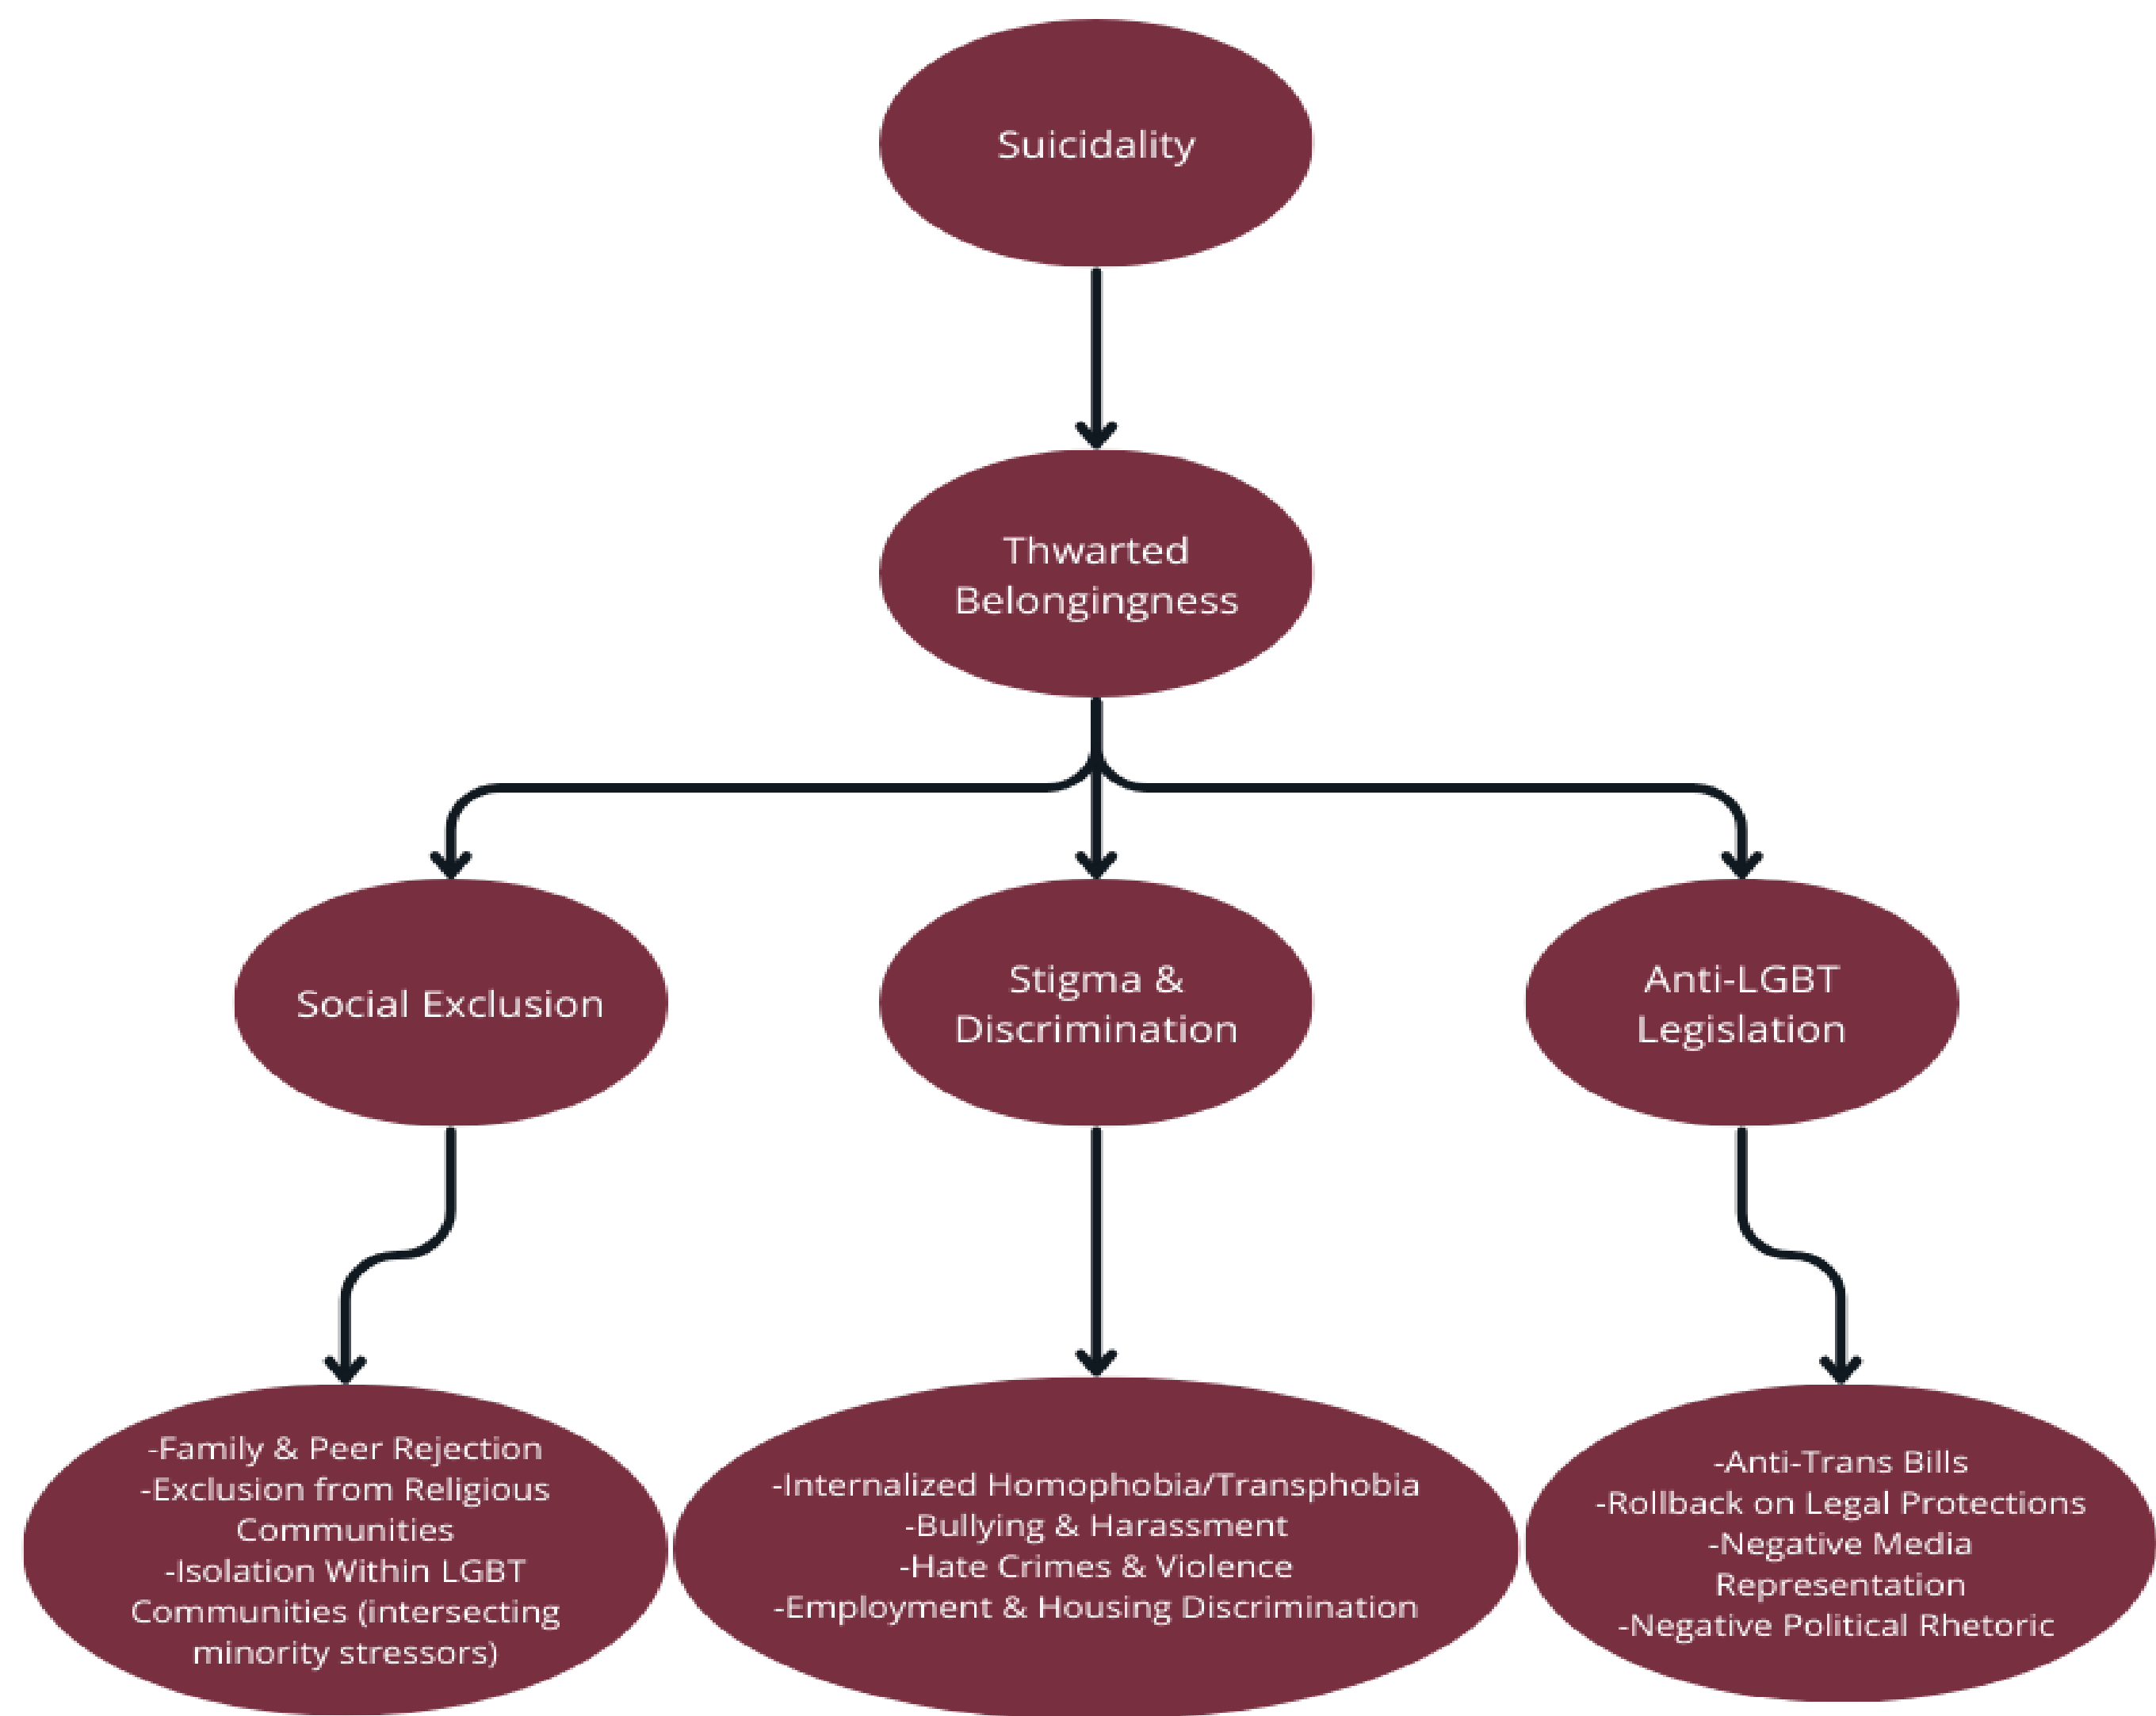 Suicidality
Thwarted
Belongingness
Social Exclusion
Stigma &
Discrimination
Anti-LGBT
Legislation
-Family & Peer Rejection
-Exclusion from Religious
Communities
-Isolation Within LGBT
Communities (intersecting
minority stressors)
-Internalized Homophobia/Transphobia
-Bullying & Harassment
-Hate Crimes & Violence
-Employment & Housing Discrimination
-Anti-Trans Bills
-Rollback on Legal Protections
-Negative Media
Representation
-Negative Political Rhetoric